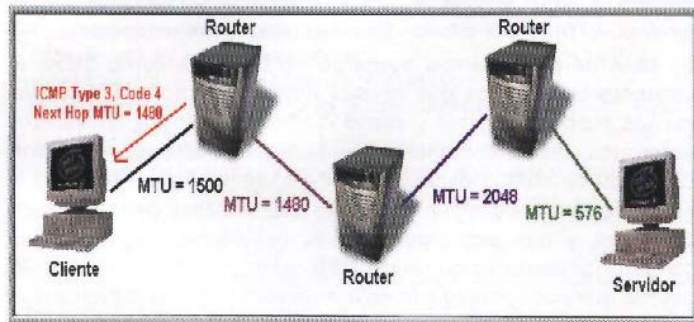 Router
Router
ICMP Type 3, Code 4
Next Hop MTU = 1480
MTU = 1500
MTU = 1480
MTU = 2048
MTU = 576
Cliente
Router
Servidor